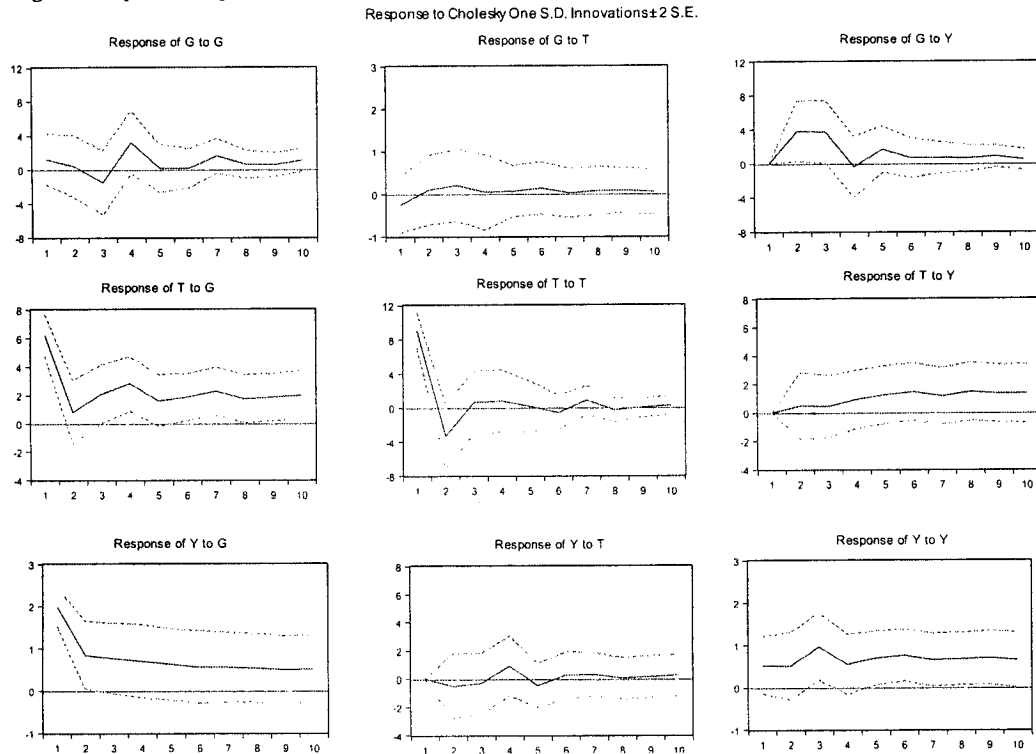 Response to Cholesky One S.D. Innovations ± 2 S.E.
Response of G to G
12
8
4
0
-4
-8
1 2 3 4 5 6 7 8 9 10
Response of G to T
3
2
1
0
-1
1 2 3 4 5 6 7 8 9 10
Response of G to Y
12
8
4
0
-4
-8
1 2 3 4 5 6 7 8 9 10
Response of T to G
8
6
4
2
0
-2
-4
1 2 3 4 5 6 7 8 9 10
Response of T to T
12
8
4
0
-4
-8
1 2 3 4 5 6 7 8 9 10
Response of T to Y
8
6
4
2
0
-2
-4
1 2 3 4 5 6 7 8 9 10
Response of Y to G
3
2
1
0
-1
1 2 3 4 5 6 7 8 9 10
Response of Y to T
8
6
4
2
0
-2
-4
1 2 3 4 5 6 7 8 9 10
Response of Y to Y
3
2
1
0
-1
1 2 3 4 5 6 7 8 9 10